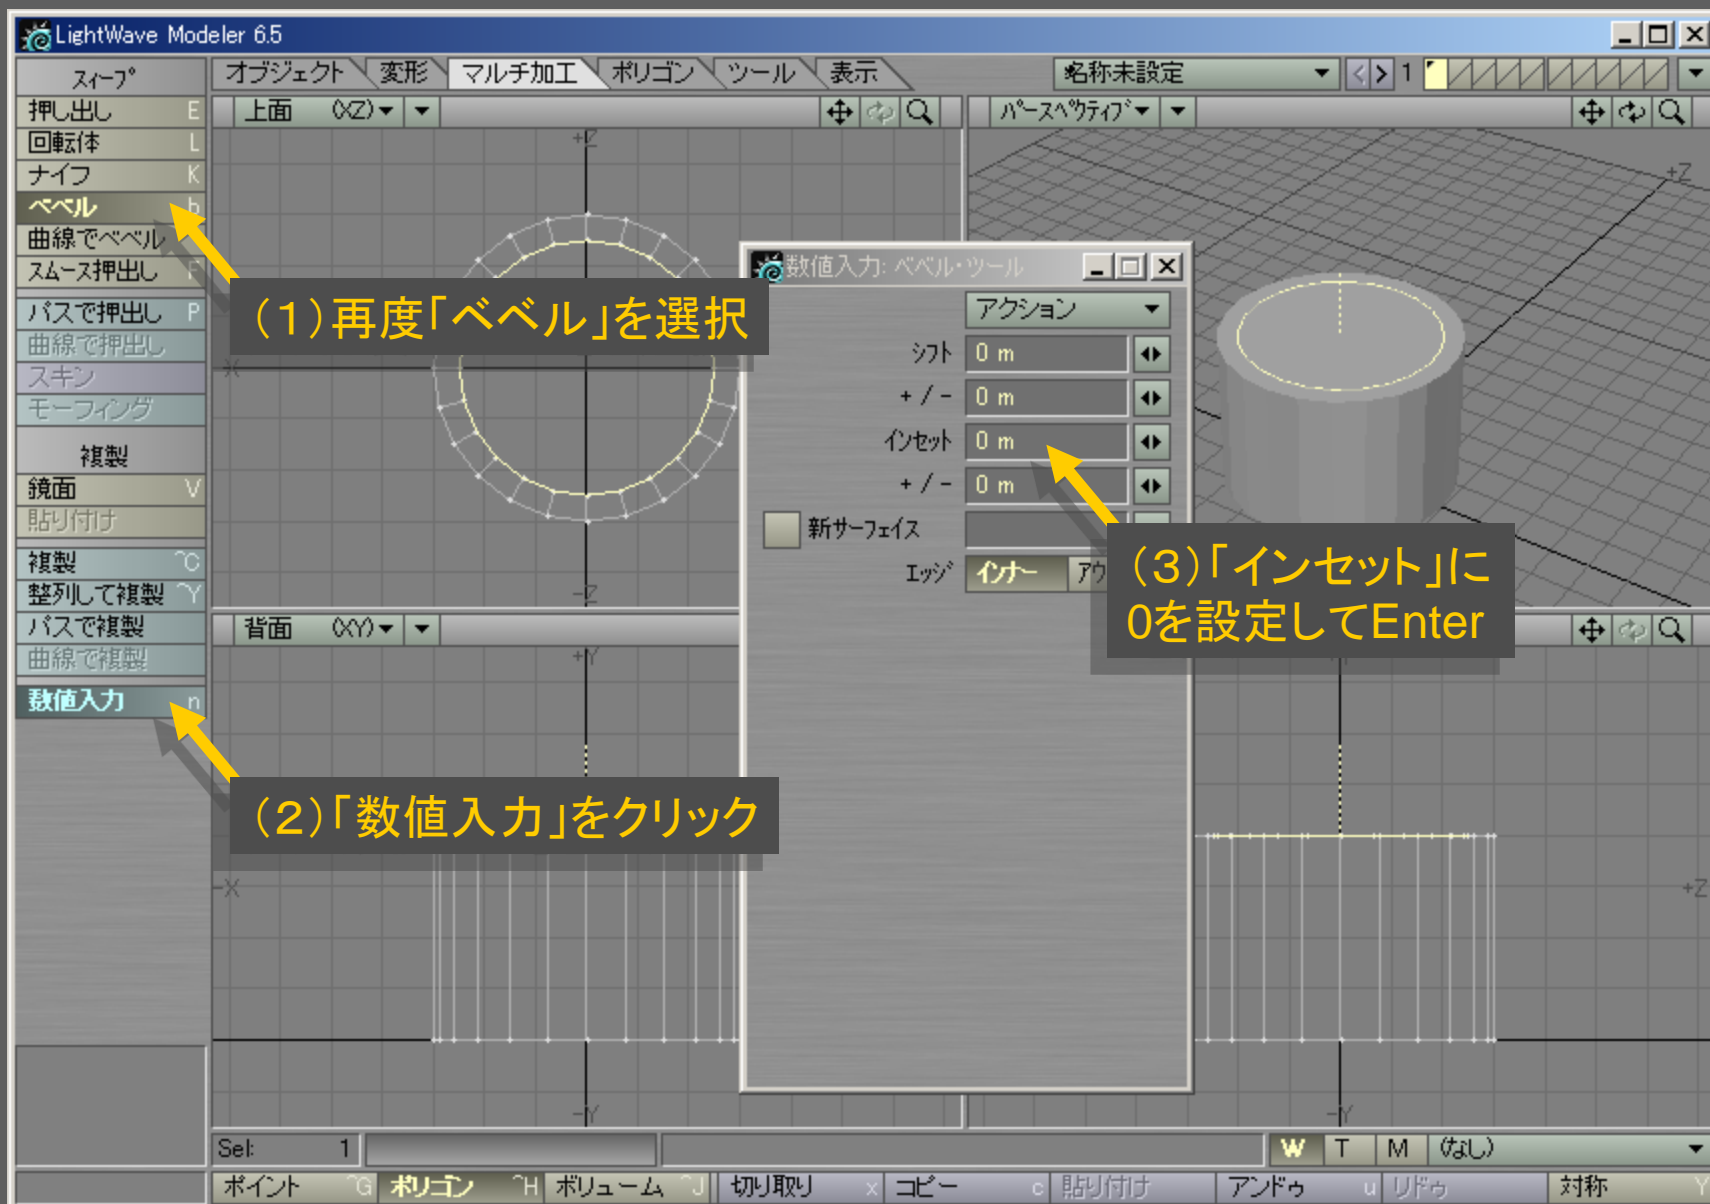 LightWave Modeler 6.5
スィープ
オブジェクト 変形 マルチ加工 ポリゴン ツール 表示
名称未設定
1
押し出し E
上面 (XZ)
パースペクティブ
回転体 L
ナイフ K
ベベル b
曲線でベベル
スムース押出し F
パスで押出し P
曲線で押出し
スキン
モーフィング
複製
鏡面 V
貼り付け
複製 ^C
整列して複製 ^Y
パスで複製
曲線で複製
数値入力 n
+Z
-X
-Z
+Z
(1)再度「ベベル」を選択
(2)「数値入力」をクリック
数値入力: ベベル・ツール
アクション
シフト 0 m
+ / - 0 m
インセット 0 m
+ / - 0 m
新サーフェイス
エッジ インナー アウ
(3)「インセット」に
0を設定してEnter
背面 (XY)
+Y
-X
-Y
+Z
-Y
Sel: 1
W T M (なし)
ポイント ^G ポリゴン ^H ボリューム ^J 切り取り x コピー c 貼り付け アンドゥ u リドゥ 対称 Y